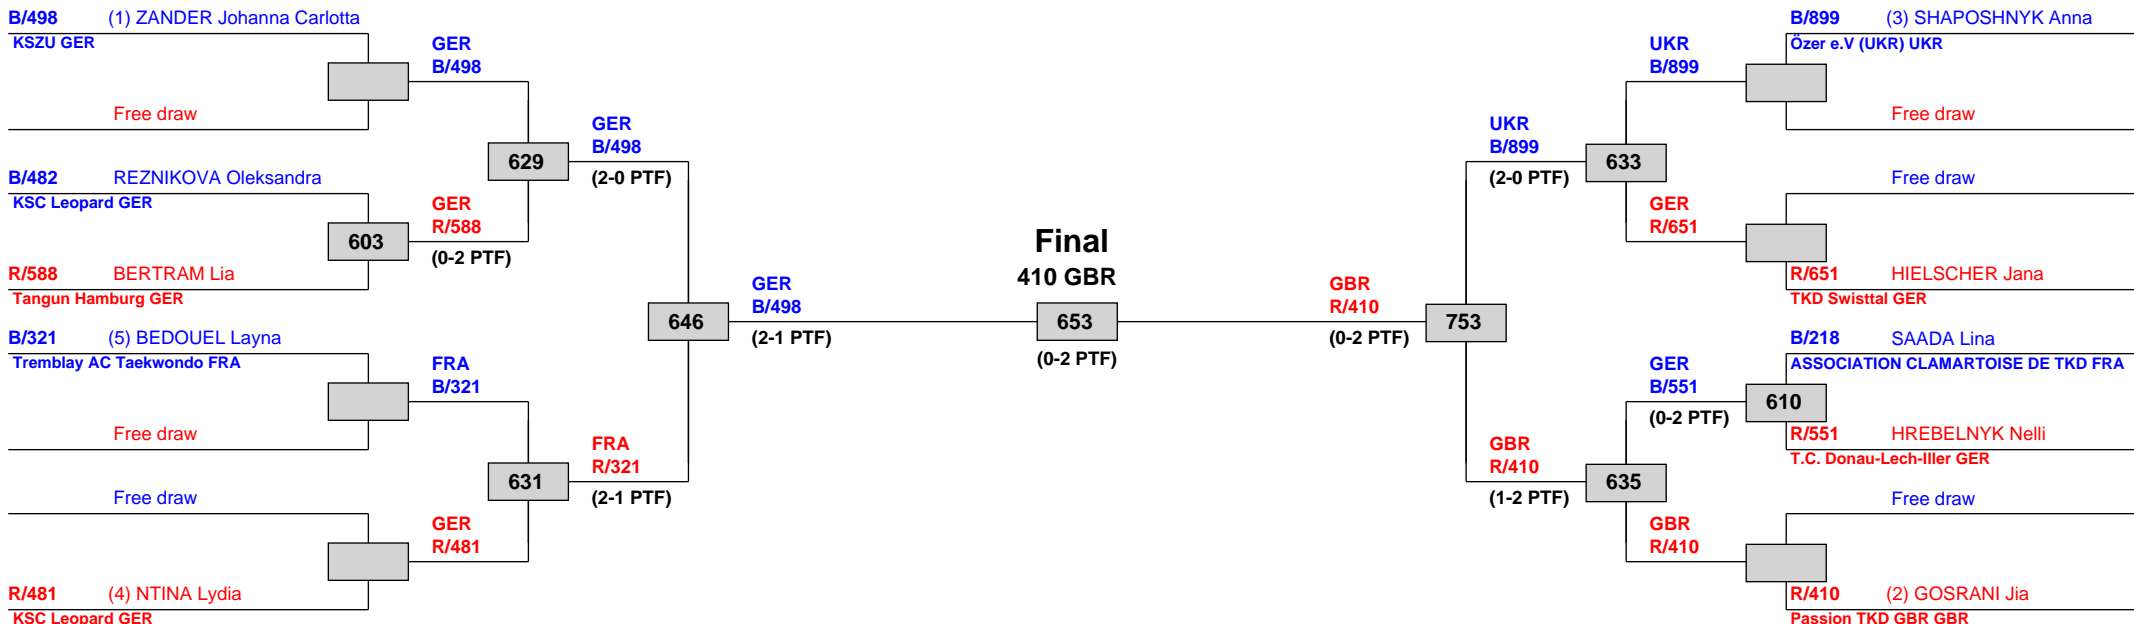 B/498 (1) ZANDER Johanna Carlotta
KSZU GER
Free draw
B/482 REZNIKOVA Oleksandra
KSC Leopard GER
R/588 BERTRAM Lia
Tangun Hamburg GER
B/321 (5) BEDOUEL Layna
Tremblay AC Taekwondo FRA
Free draw
Free draw
R/481 (4) NTINA Lydia
KSC Leopard GER
GER
B/498
603
GER
R/588
(0-2 PTF)
FRA
B/321
GER
R/481
629
GER
B/498
(2-0 PTF)
631
FRA
R/321
(2-1 PTF)
646
GER
B/498
(2-1 PTF)
Final
410 GBR
653
(0-2 PTF)
GBR
R/410
(0-2 PTF)
753
UKR
B/899
(2-0 PTF)
633
GBR
R/410
(1-2 PTF)
635
UKR
B/899
GER
R/651
GER
B/551
(0-2 PTF)
610
GBR
R/410
B/899 (3) SHAPOSHNYK Anna
Özer e.V (UKR) UKR
Free draw
Free draw
R/651 HIELSCHER Jana
TKD Swisttal GER
B/218 SAADA Lina
ASSOCIATION CLAMARTOISE DE TKD FRA
R/551 HREBELNYK Nelli
T.C. Donau-Lech-Iller GER
Free draw
R/410 (2) GOSRANI Jia
Passion TKD GBR GBR